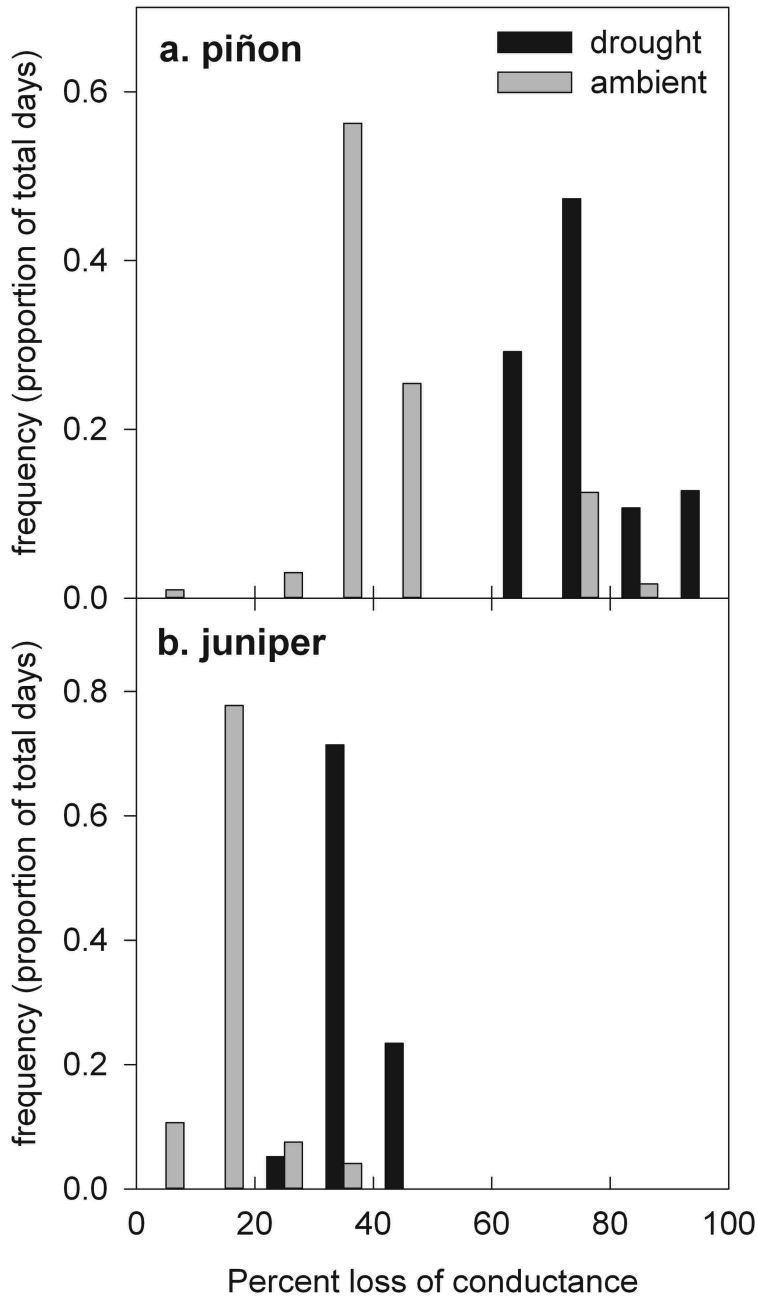 a. piñon
drought
ambient
frequency (proportion of total days)
0.6
0.4
0.2
0.0
b. juniper
frequency (proportion of total days)
0.8
0.6
0.4
0.2
0.0
0 20 40 60 80 100
Percent loss of conductance